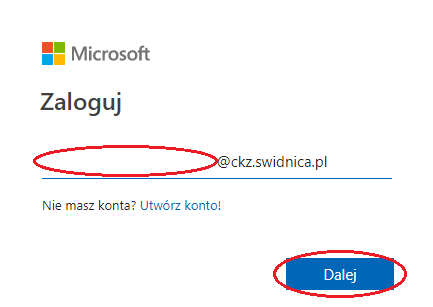 Microsoft
Zaloguj
@ckz.swidnica.pl
Nie masz konta? Utwórz konto!
Dalej